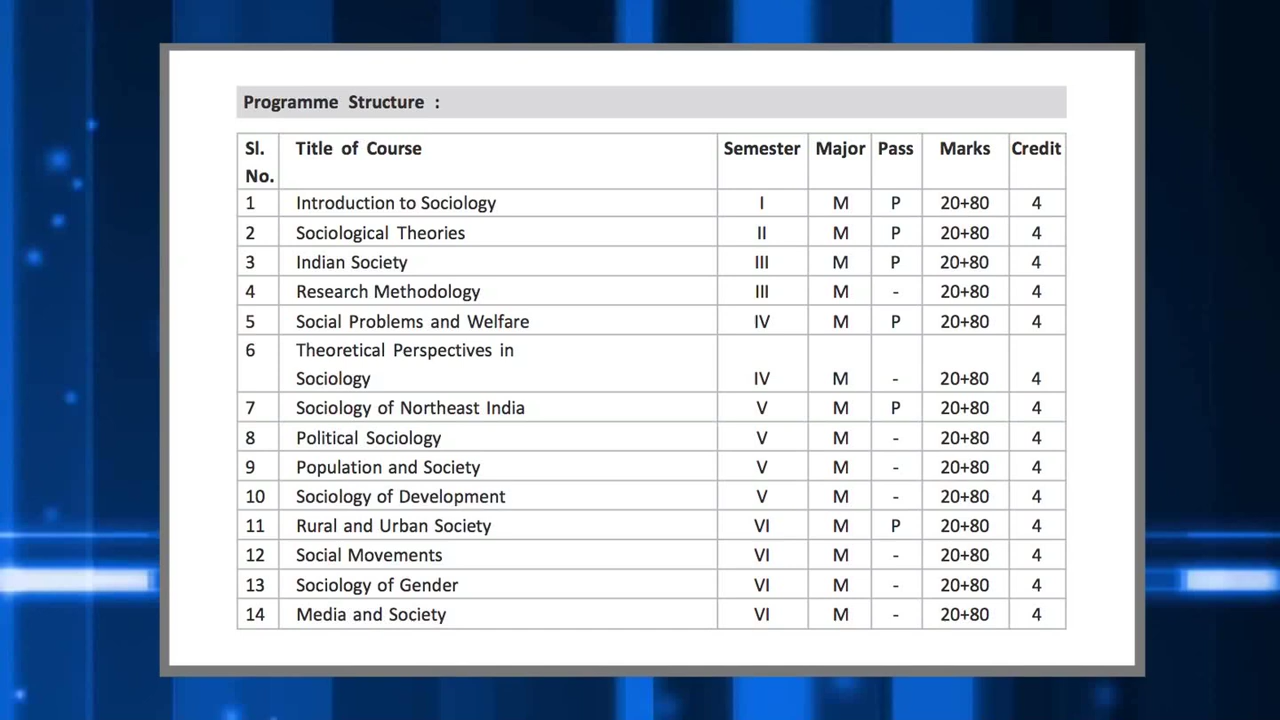 Programme Structure :
Sl. No. Title of Course Semester Major Pass Marks Credit
1 Introduction to Sociology I M P 20+80 4
2 Sociological Theories II M P 20+80 4
3 Indian Society III M P 20+80 4
4 Research Methodology III M - 20+80 4
5 Social Problems and Welfare IV M P 20+80 4
6 Theoretical Perspectives in
Sociology IV M - 20+80 4
7 Sociology of Northeast India V M P 20+80 4
8 Political Sociology V M - 20+80 4
9 Population and Society V M - 20+80 4
10 Sociology of Development V M - 20+80 4
11 Rural and Urban Society VI M P 20+80 4
12 Social Movements VI M - 20+80 4
13 Sociology of Gender VI M - 20+80 4
14 Media and Society VI M - 20+80 4